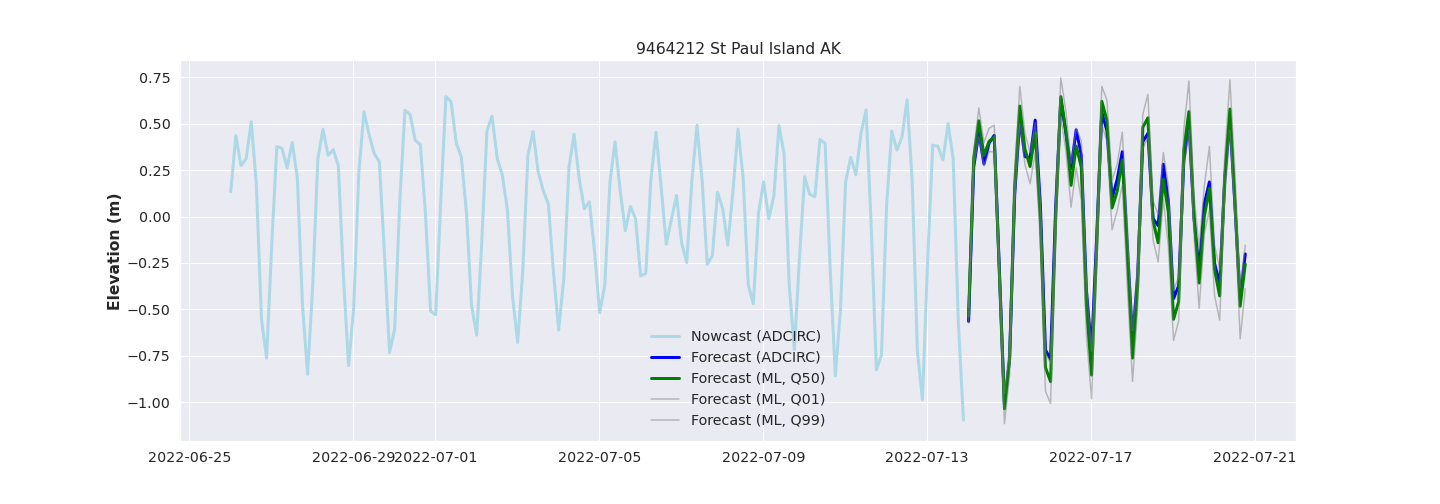 9464212 St Paul Island AK
0.75
0.50
0.25
0.00
−0.25
−0.50
−0.75
−1.00
Elevation (m)
Nowcast (ADCIRC)
Forecast (ADCIRC)
Forecast (ML, Q50)
Forecast (ML, Q01)
Forecast (ML, Q99)
2022-06-25 2022-06-29 2022-07-01 2022-07-05 2022-07-09 2022-07-13 2022-07-17 2022-07-21